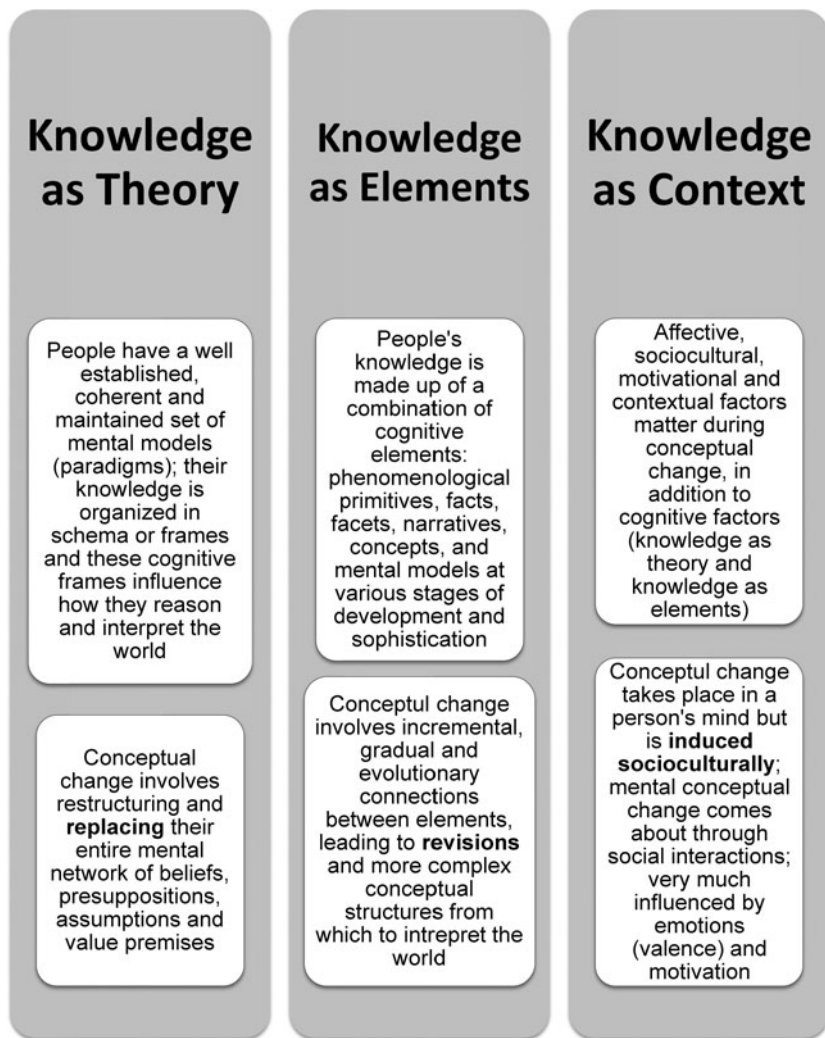 Knowledge
as Theory
People have a well
established,
coherent and
maintained set of
mental models
(paradigms); their
knowledge is
organized in
schema or frames
and these cognitive
frames influence
how they reason
and interpret the
world
Conceptual
change involves
restructuring and
replacing their
entire mental
network of beliefs,
presuppositions,
assumptions and
value premises
Knowledge
as Elements
People's
knowledge is
made up of a
combination of
cognitive
elements:
phenomenological
primitives, facts,
facets, narratives,
concepts, and
mental models at
various stages of
development and
sophistication
Conceptul change
involves incremental,
gradual and
evolutionary
connections
between elements,
leading to revisions
and more complex
conceptual
structures from
which to intrepret the
world
Knowledge
as Context
Affective,
sociocultural,
motivational and
contextual factors
matter during
conceptual
change, in
addition to
cognitive factors
(knowledge as
theory and
knowledge as
elements)
Conceptul change
takes place in a
person's mind but
is induced
socioculturally;
mental conceptual
change comes
about through
social interactions;
very much
influenced by
emotions
(valence) and
motivation